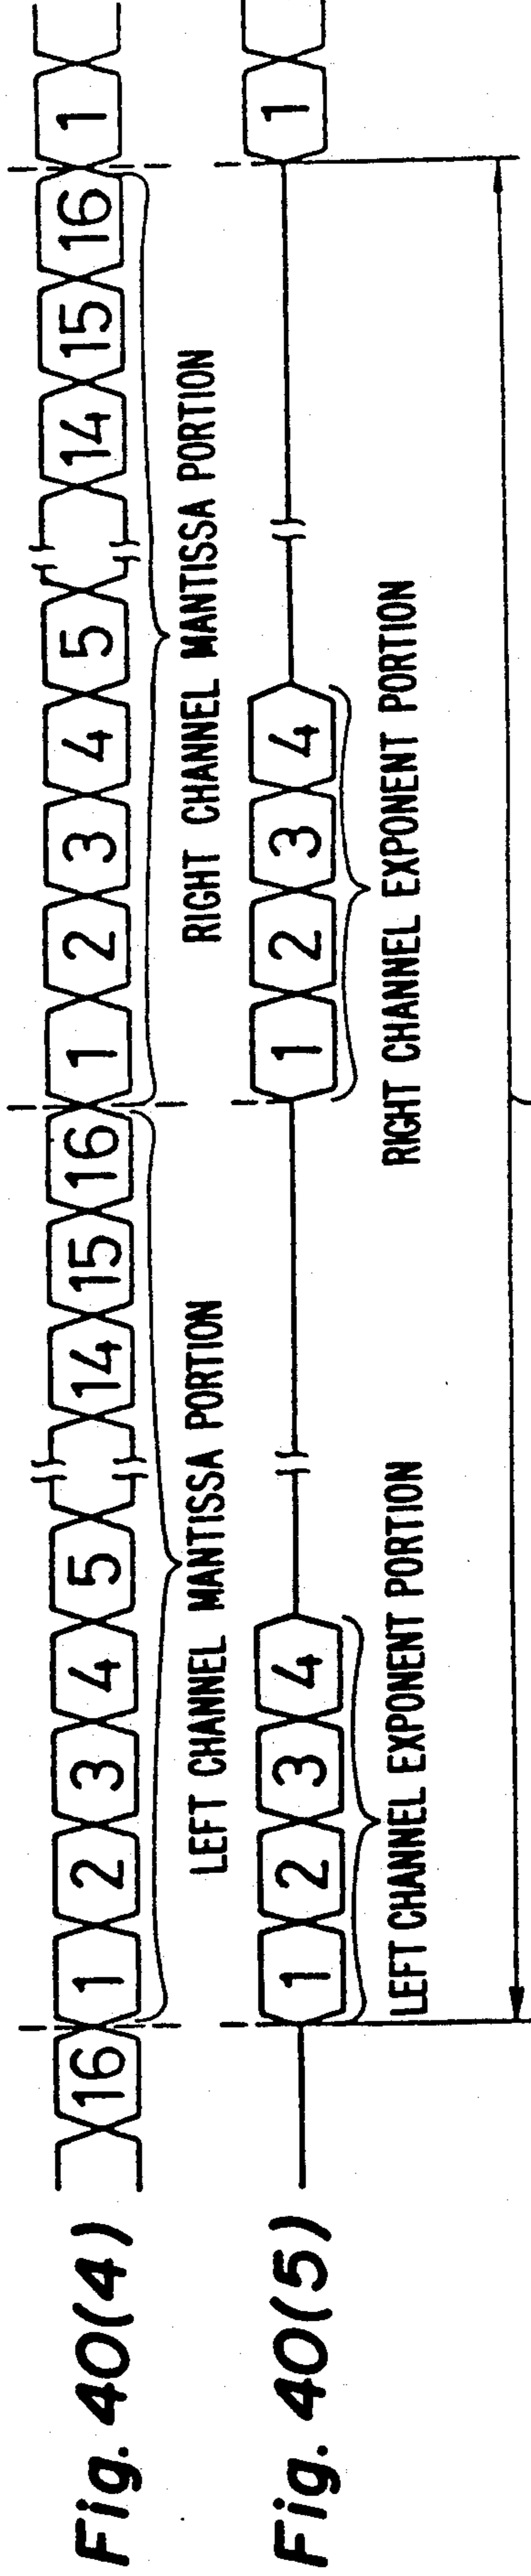 Fig. 40(4)
16 1 2 3 4 5 14 15 16 1 2 3 4 5 14 15 16 1
LEFT CHANNEL MANTISSA PORTION RIGHT CHANNEL MANTISSA PORTION
Fig. 40(5)
1 2 3 4 1 2 3 4 1
LEFT CHANNEL EXPONENT PORTION RIGHT CHANNEL EXPONENT PORTION